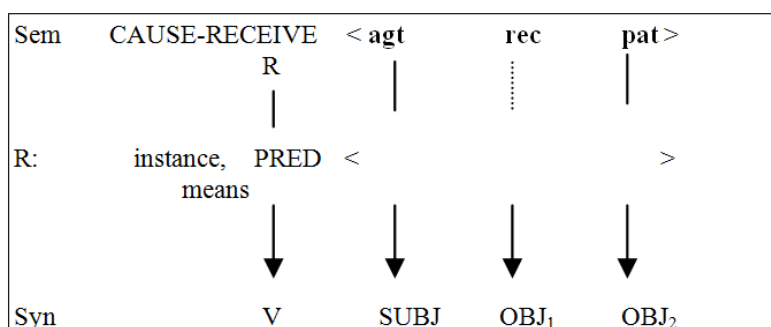 Sem CAUSE-RECEIVE < agt rec pat >
R
R: instance, PRED < >
means
Syn V SUBJ OBJ₁ OBJ₂